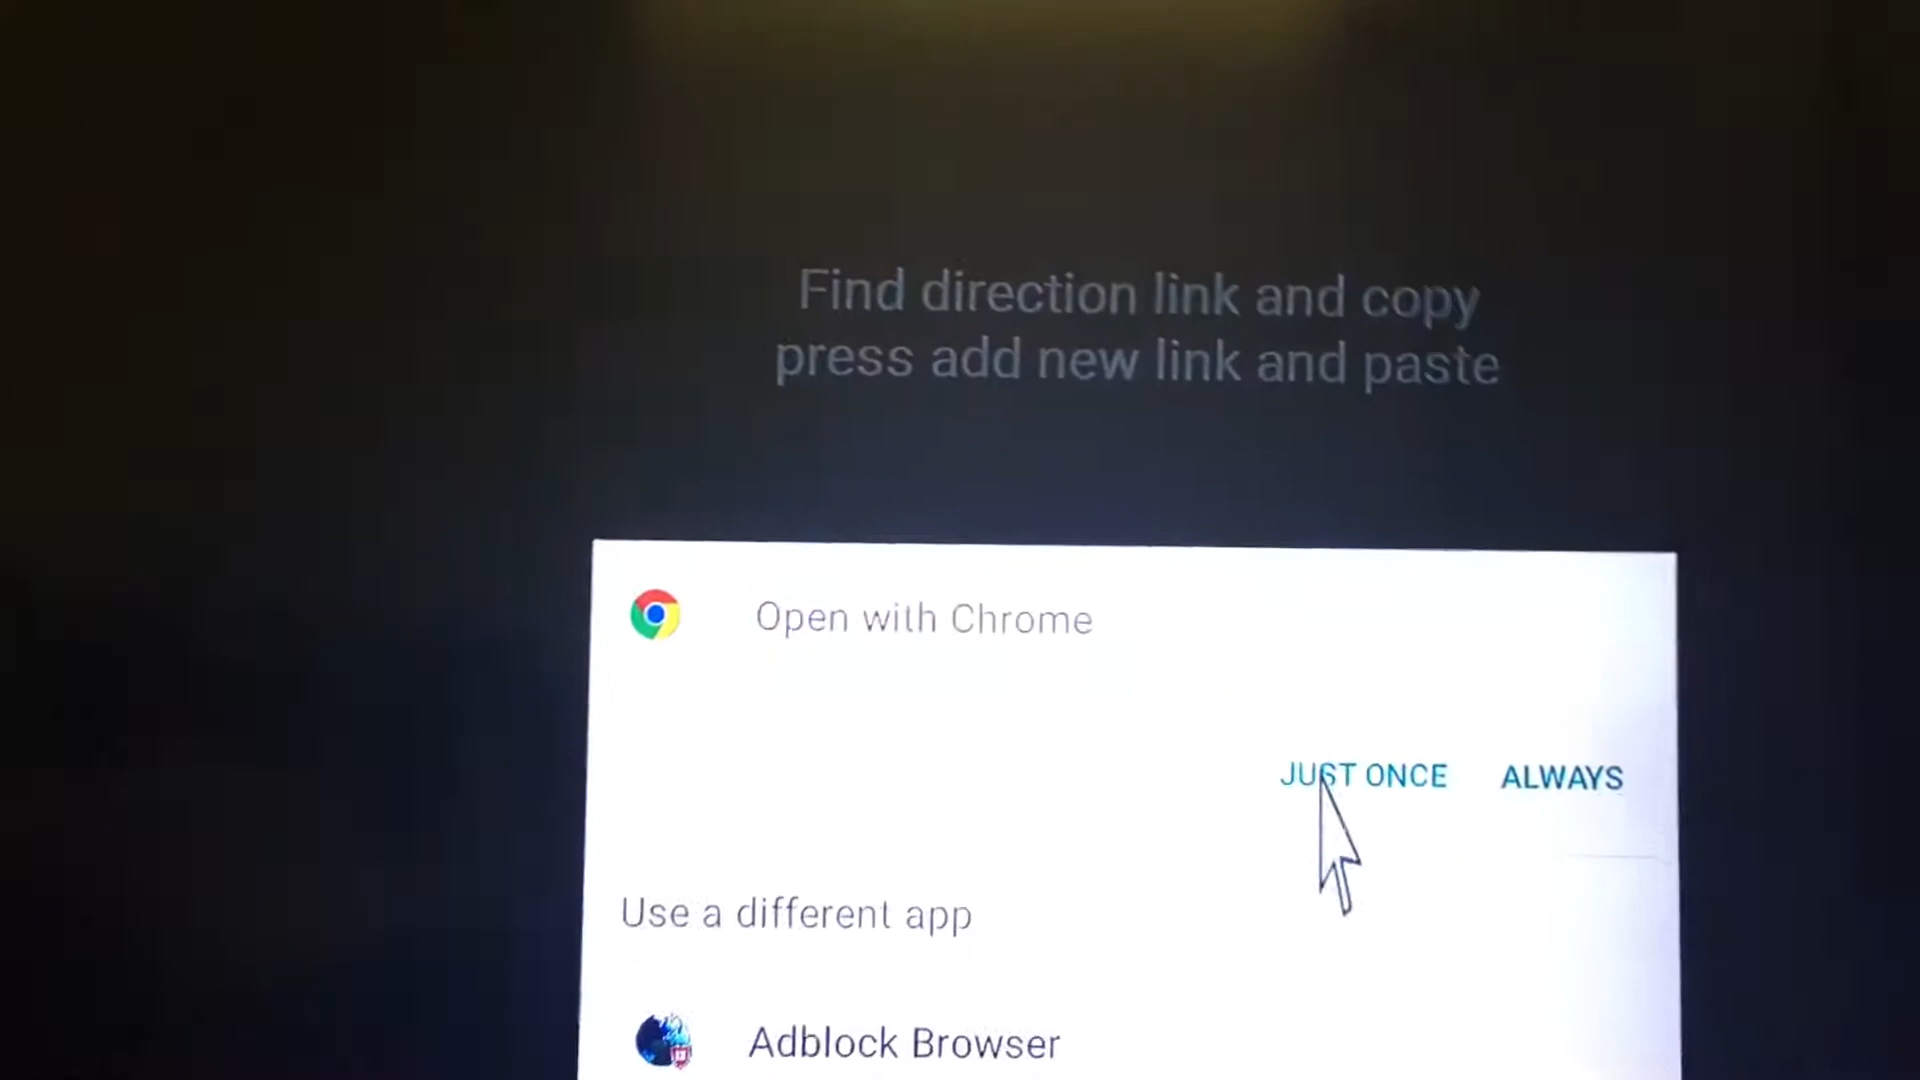 Find direction link and copy
press add new link and paste
Open with Chrome
JUST ONCE ALWAYS
Use a different app
Adblock Browser